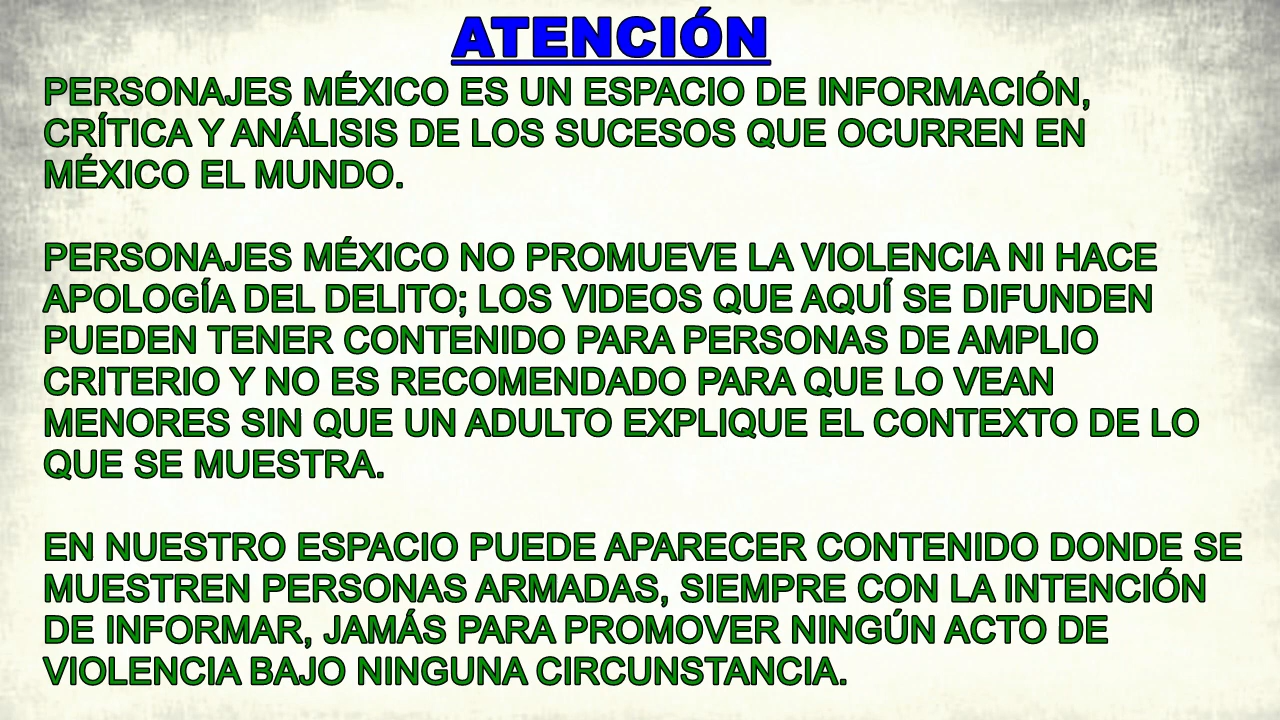 ATENCIÓN
PERSONAJES MÉXICO ES UN ESPACIO DE INFORMACIÓN,
CRÍTICA Y ANÁLISIS DE LOS SUCESOS QUE OCURREN EN
MÉXICO EL MUNDO.
PERSONAJES MÉXICO NO PROMUEVE LA VIOLENCIA NI HACE
APOLOGÍA DEL DELITO; LOS VIDEOS QUE AQUÍ SE DIFUNDEN
PUEDEN TENER CONTENIDO PARA PERSONAS DE AMPLIO
CRITERIO Y NO ES RECOMENDADO PARA QUE LO VEAN
MENORES SIN QUE UN ADULTO EXPLIQUE EL CONTEXTO DE LO
QUE SE MUESTRA.
EN NUESTRO ESPACIO PUEDE APARECER CONTENIDO DONDE SE
MUESTREN PERSONAS ARMADAS, SIEMPRE CON LA INTENCIÓN
DE INFORMAR, JAMÁS PARA PROMOVER NINGÚN ACTO DE
VIOLENCIA BAJO NINGUNA CIRCUNSTANCIA.